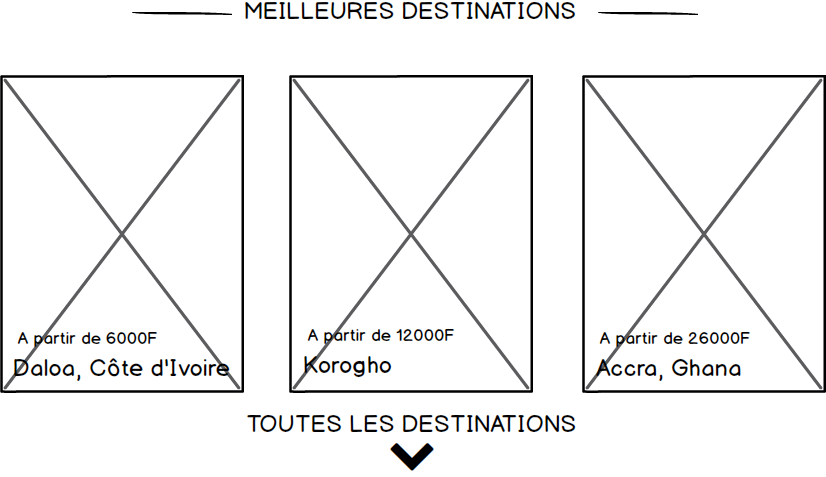 MEILLEURES DESTINATIONS
A partir de 6000F
Daloa, Côte d'Ivoire
A partir de 12000F
Korogho
A partir de 26000F
Accra, Ghana
TOUTES LES DESTINATIONS